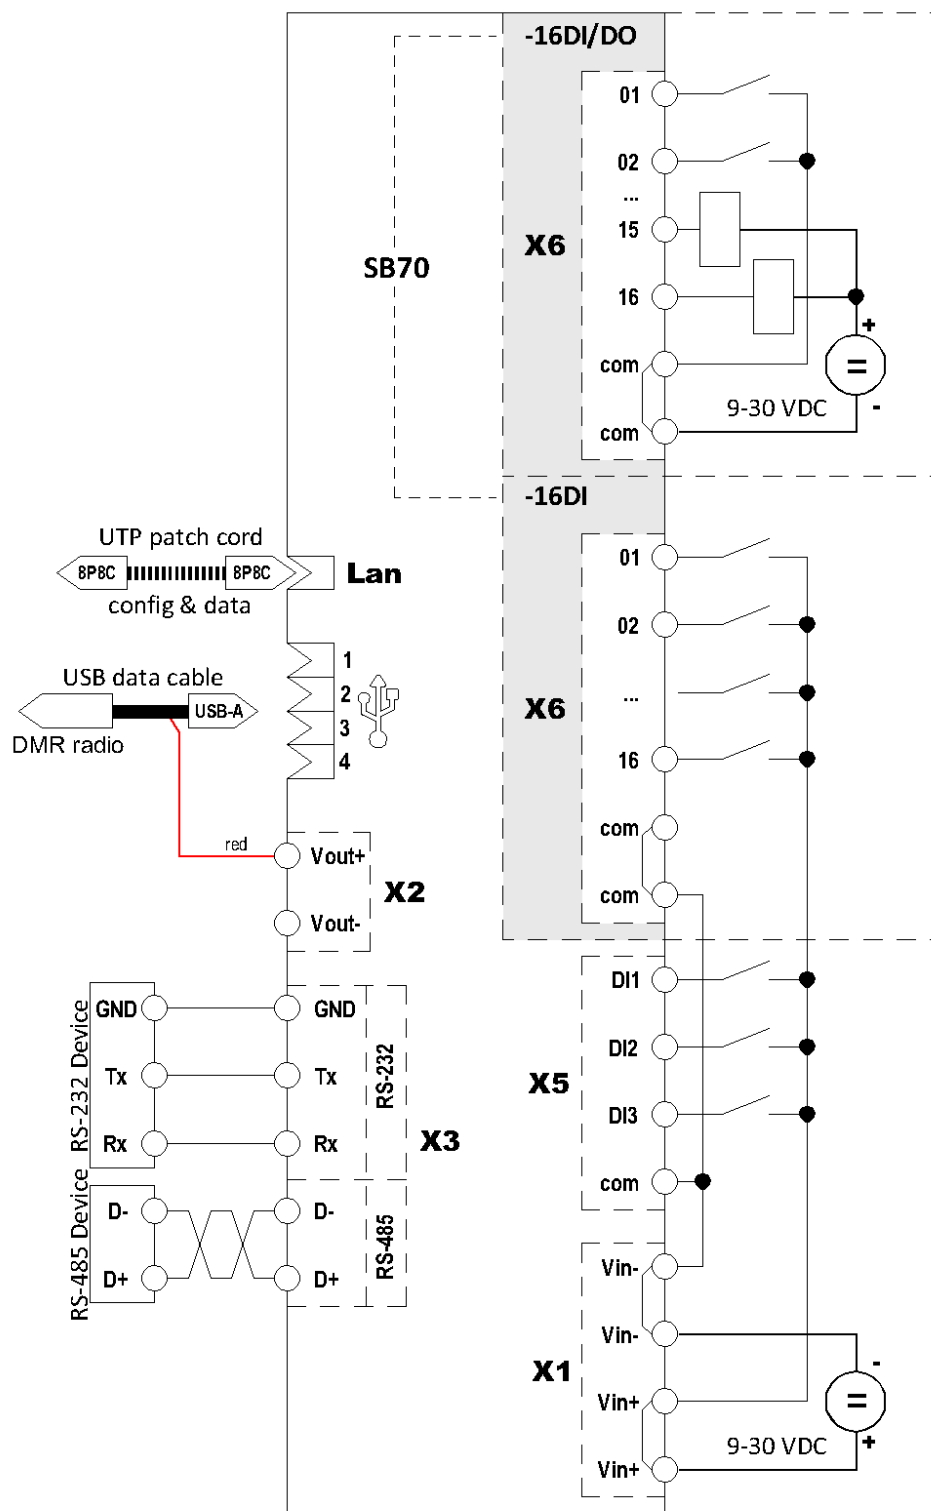 -16DI/DO
01
02
...
15
16
com
com
X6
SB70
+
=
-
9-30 VDC
-16DI
01
02
...
16
com
com
X6
UTP patch cord
8P8C
8P8C
config & data
Lan
1
2
3
4
USB data cable
USB-A
DMR radio
red
Vout+
Vout-
X2
RS-232 Device
GND
Tx
Rx
GND
Tx
Rx
RS-232
X3
RS-485 Device
D-
D+
D-
D+
RS-485
DI1
DI2
DI3
com
X5
Vin-
Vin-
Vin+
Vin+
X1
-
=
+
9-30 VDC